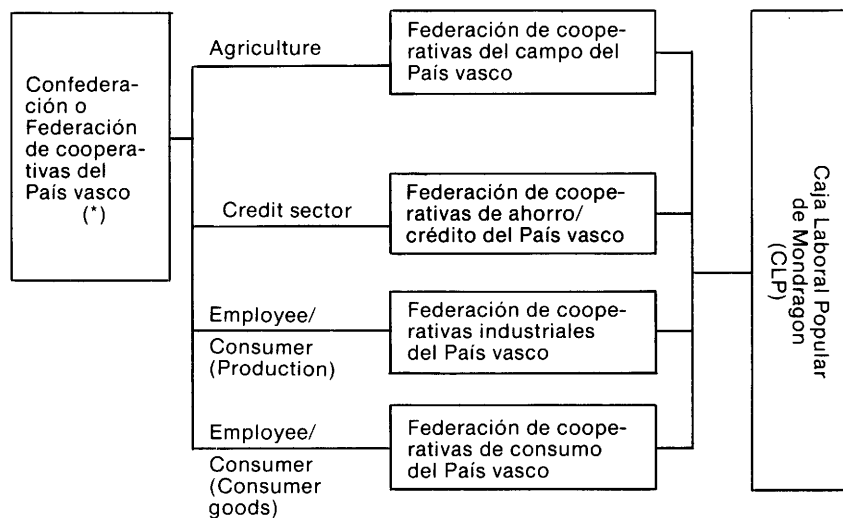 Confedera-
ción o
Federación
de coopera-
tivas del
País vasco
(*)
Agriculture
Federación de coope-
rativas del campo del
País vasco
Credit sector
Federación de coope-
rativas de ahorro/
crédito del País vasco
Employee/
Consumer
(Production)
Federación de coope-
rativas industriales
del País vasco
Employee/
Consumer
(Consumer
goods)
Federación de coope-
rativas de consumo
del País vasco
Caja Laboral Popular
de Mondragon
(CLP)